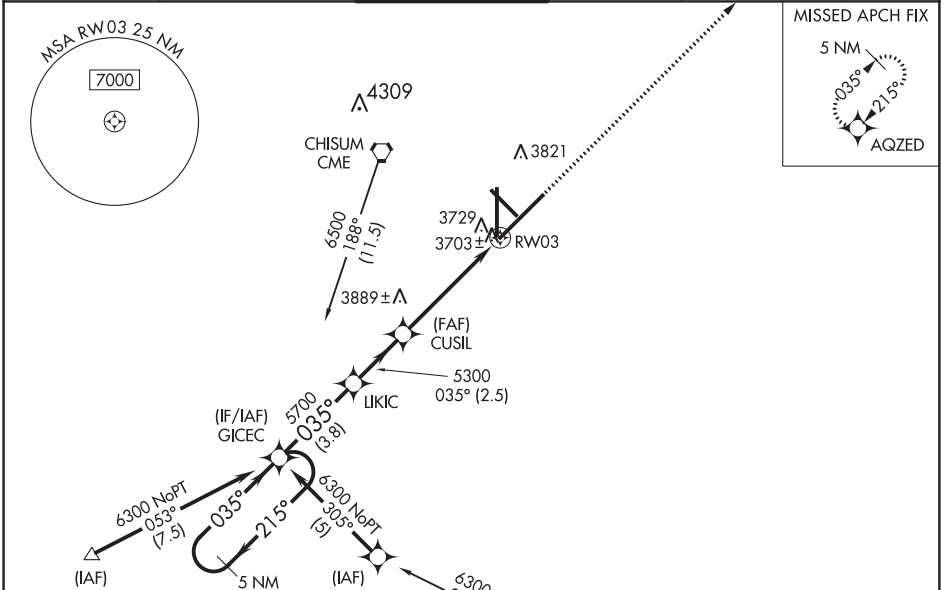 MSA RW03 25 NM
7000
4309
CHISUM
CME
6500
188°
(11.5)
3821
3729
3703±
RW03
3889±
(FAF)
CUSIL
5300
035° (2.5)
LIKIC
5700
035°
(3.8)
(IF/IAF)
GICEC
6300 NoPT
053°
(7.5)
035°
215°
5 NM
6300 NoPT
305°
(5)
(IAF)
(IAF)
6300
MISSED APCH FIX
5 NM
035°
215°
AQZED